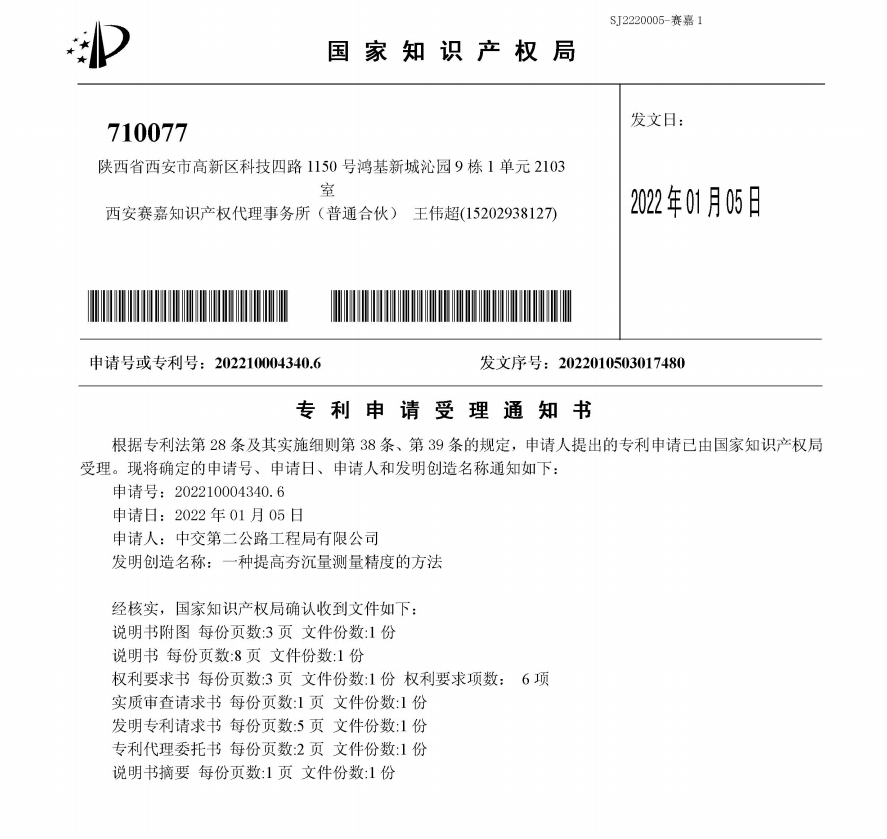 SJ2220005-赛嘉 1
国家知识产权局
710077
陕西省西安市高新区科技四路 1150 号鸿基新城沁园 9 栋 1 单元 2103
室
西安赛嘉知识产权代理事务所（普通合伙） 王伟超(15202938127)
发文日：
2022 年 01 月 05 日
申请号或专利号：202210004340.6 发文序号：2022010503017480
专利申请受理通知书
根据专利法第 28 条及其实施细则第 38 条、第 39 条的规定，申请人提出的专利申请已由国家知识产权局
受理。现将确定的申请号、申请日、申请人和发明创造名称通知如下：
申请号：202210004340.6
申请日：2022 年 01 月 05 日
申请人：中交第二公路工程局有限公司
发明创造名称：一种提高夯沉量测量精度的方法
经核实，国家知识产权局确认收到文件如下：
说明书附图 每份页数:3 页 文件份数:1 份
说明书 每份页数:8 页 文件份数:1 份
权利要求书 每份页数:3 页 文件份数:1 份 权利要求项数： 6 项
实质审查请求书 每份页数:1 页 文件份数:1 份
发明专利请求书 每份页数:5 页 文件份数:1 份
专利代理委托书 每份页数:2 页 文件份数:1 份
说明书摘要 每份页数:1 页 文件份数:1 份